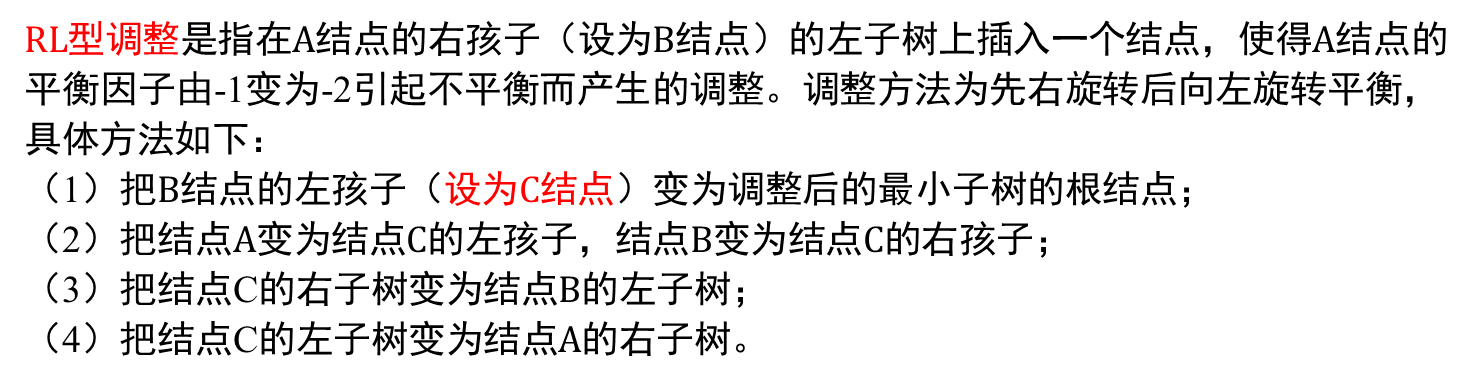 RL型调整是指在A结点的右孩子（设为B结点）的左子树上插入一个结点，使得A结点的
平衡因子由-1变为-2引起不平衡而产生的调整。调整方法为先右旋转后向左旋转平衡，
具体方法如下：
（1）把B结点的左孩子（设为C结点）变为调整后的最小子树的根结点；
（2）把结点A变为结点C的左孩子，结点B变为结点C的右孩子；
（3）把结点C的右子树变为结点B的左子树；
（4）把结点C的左子树变为结点A的右子树。